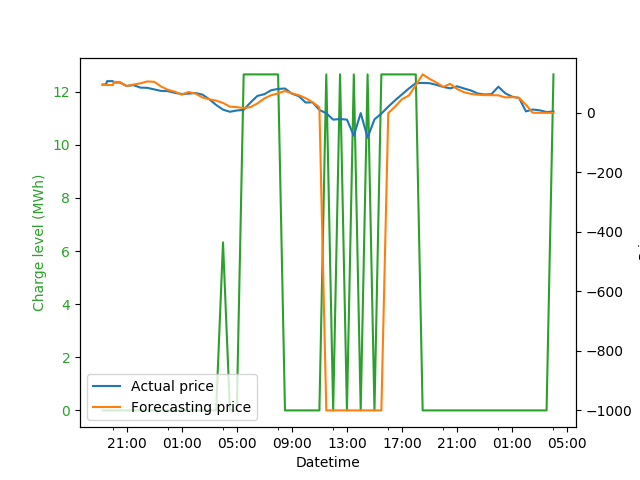 12
10
8
6
4
2
0
Charge level (MWh)
0
−200
−400
−600
−800
−1000
Actual price
Forecasting price
21:00 01:00 05:00 09:00 13:00 17:00 21:00 01:00 05:00
Datetime